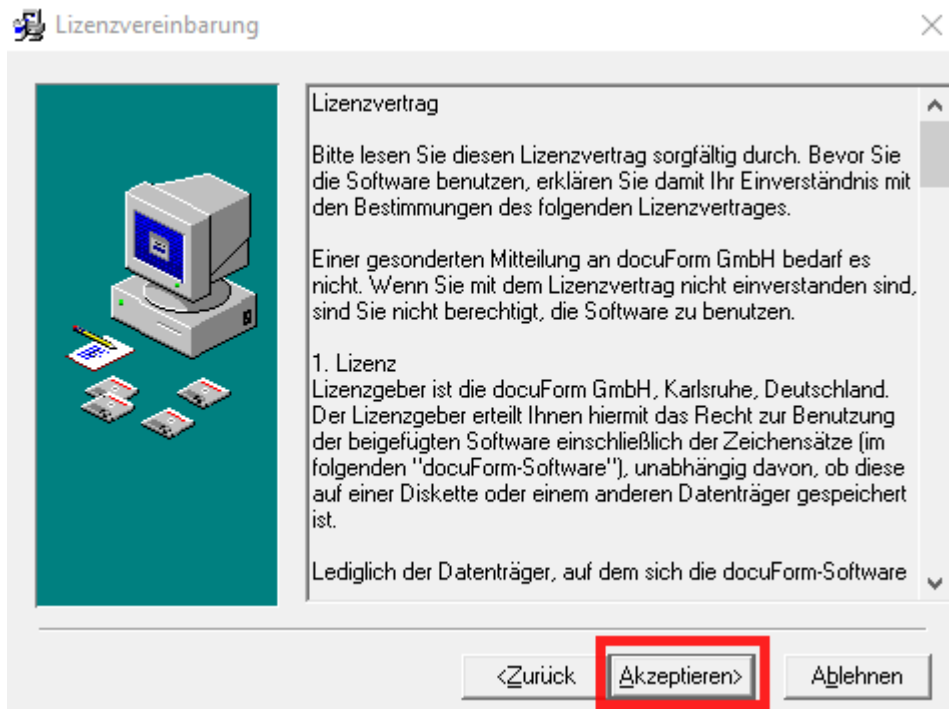 Lizenzvereinbarung
Lizenzvertrag
Bitte lesen Sie diesen Lizenzvertrag sorgfältig durch. Bevor Sie
die Software benutzen, erklären Sie damit Ihr Einverständnis mit
den Bestimmungen des folgenden Lizenzvertrages.
Einer gesonderten Mitteilung an docuForm GmbH bedarf es
nicht. Wenn Sie mit dem Lizenzvertrag nicht einverstanden sind,
sind Sie nicht berechtigt, die Software zu benutzen.
1. Lizenz
Lizenzgeber ist die docuForm GmbH, Karlsruhe, Deutschland.
Der Lizenzgeber erteilt Ihnen hiermit das Recht zur Benutzung
der beigefügten Software einschließlich der Zeichensätze (im
folgenden "docuForm-Software"), unabhängig davon, ob diese
auf einer Diskette oder einem anderen Datenträger gespeichert
ist.
Lediglich der Datenträger, auf dem sich die docuForm-Software
<Zurück Akzeptieren> Ablehnen